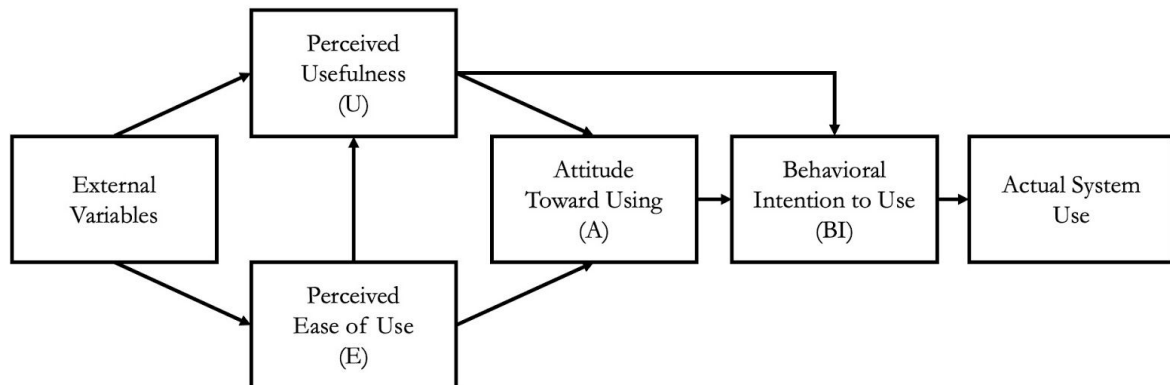 Perceived
Usefulness
(U)
External
Variables
Perceived
Ease of Use
(E)
Attitude
Toward Using
(A)
Behavioral
Intention to Use
(BI)
Actual System
Use